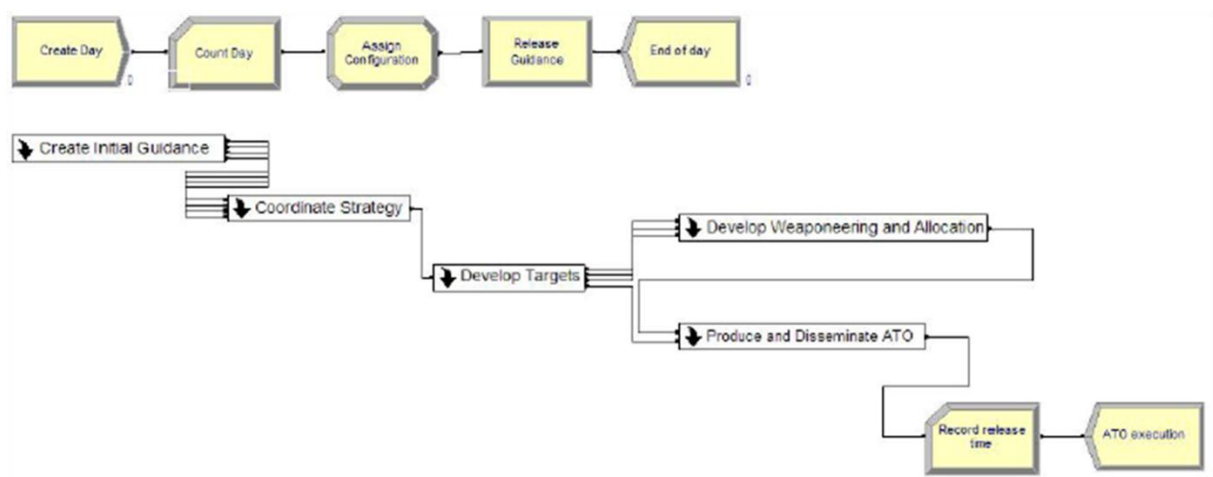 Create Day
Count Day
Assign
Configuration
Release
Guidance
End of day
0
0
Create Initial Guidance
Coordinate Strategy
Develop Weaponeering and Allocation
Develop Targets
Produce and Disseminate ATO
Record release
time
ATO execution